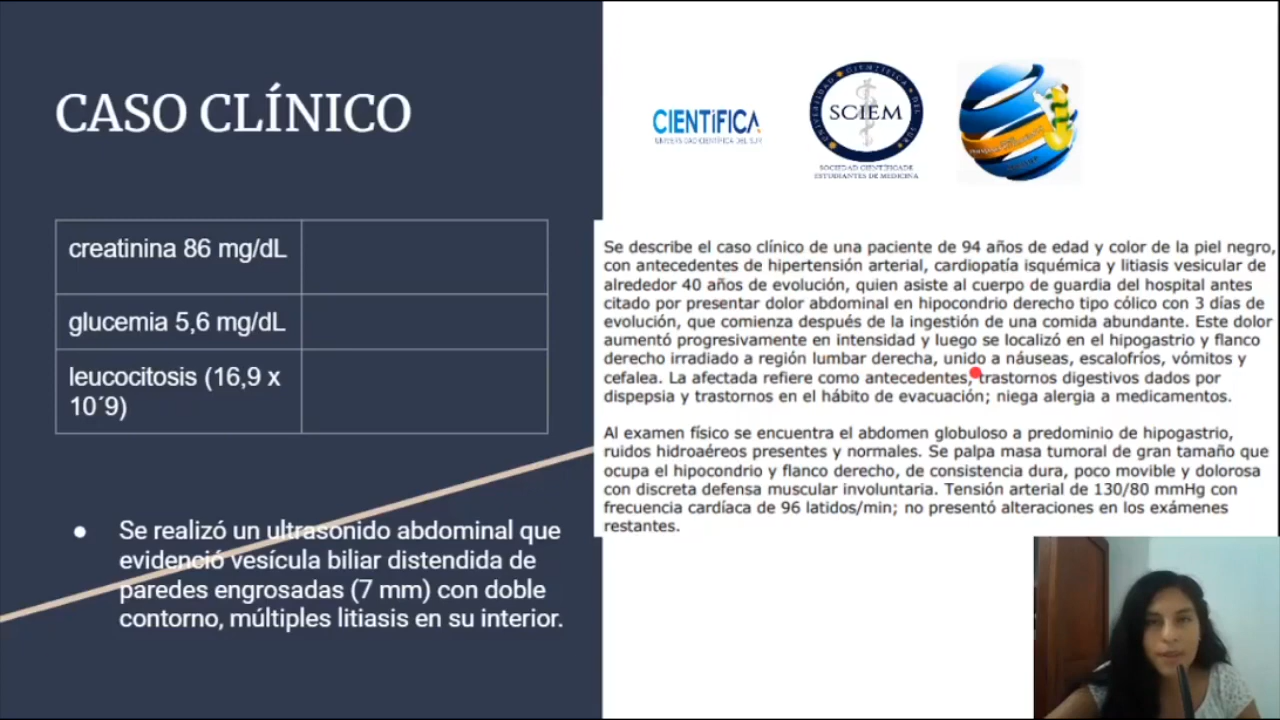 CASO CLÍNICO
creatinina 86 mg/dL
glucemia 5,6 mg/dL
leucocitosis (16,9 x
10´9)
● Se realizó un ultrasonido abdominal que
evidenció vesícula biliar distendida de
paredes engrosadas (7 mm) con doble
contorno, múltiples litiasis en su interior.
CIENTÍFICA
UNIVERSIDAD CIENTÍFICA DEL SUR
UNIVERSIDAD CIENTÍFICA DEL SUR
SCIEM
SOCIEDAD CIENTÍFICA DE
ESTUDIANTES DE MEDICINA
Se describe el caso clínico de una paciente de 94 años de edad y color de la piel negro,
con antecedentes de hipertensión arterial, cardiopatía isquémica y litiasis vesicular de
alrededor 40 años de evolución, quien asiste al cuerpo de guardia del hospital antes
citado por presentar dolor abdominal en hipocondrio derecho tipo cólico con 3 días de
evolución, que comienza después de la ingestión de una comida abundante. Este dolor
aumentó progresivamente en intensidad y luego se localizó en el hipogastrio y flanco
derecho irradiado a región lumbar derecha, unido a náuseas, escalofríos, vómitos y
cefalea. La afectada refiere como antecedentes, trastornos digestivos dados por
dispepsia y trastornos en el hábito de evacuación; niega alergia a medicamentos.
Al examen físico se encuentra el abdomen globuloso a predominio de hipogastrio,
ruidos hidroaéreos presentes y normales. Se palpa masa tumoral de gran tamaño que
ocupa el hipocondrio y flanco derecho, de consistencia dura, poco movible y dolorosa
con discreta defensa muscular involuntaria. Tensión arterial de 130/80 mmHg con
frecuencia cardíaca de 96 latidos/min; no presentó alteraciones en los exámenes
restantes.